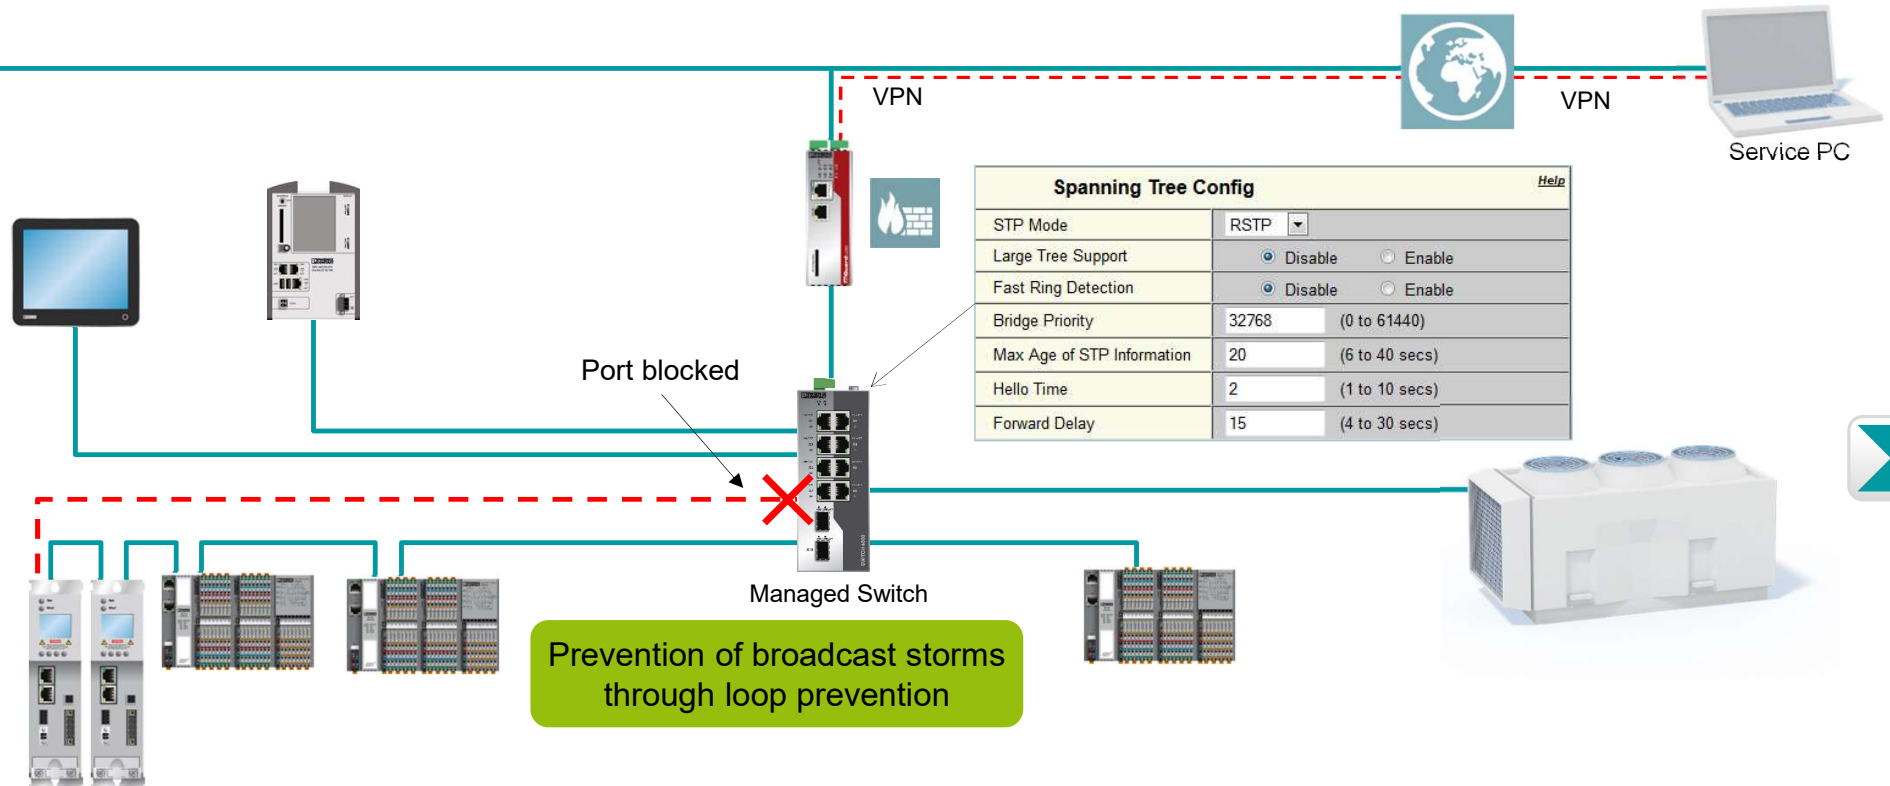 VPN
VPN
Service PC
Spanning Tree Config
Help
STP Mode
RSTP
Large Tree Support
Disable
Enable
Fast Ring Detection
Disable
Enable
Bridge Priority
32768
(0 to 61440)
Max Age of STP Information
20
(6 to 40 secs)
Hello Time
2
(1 to 10 secs)
Forward Delay
15
(4 to 30 secs)
Port blocked
Managed Switch
Prevention of broadcast storms
through loop prevention